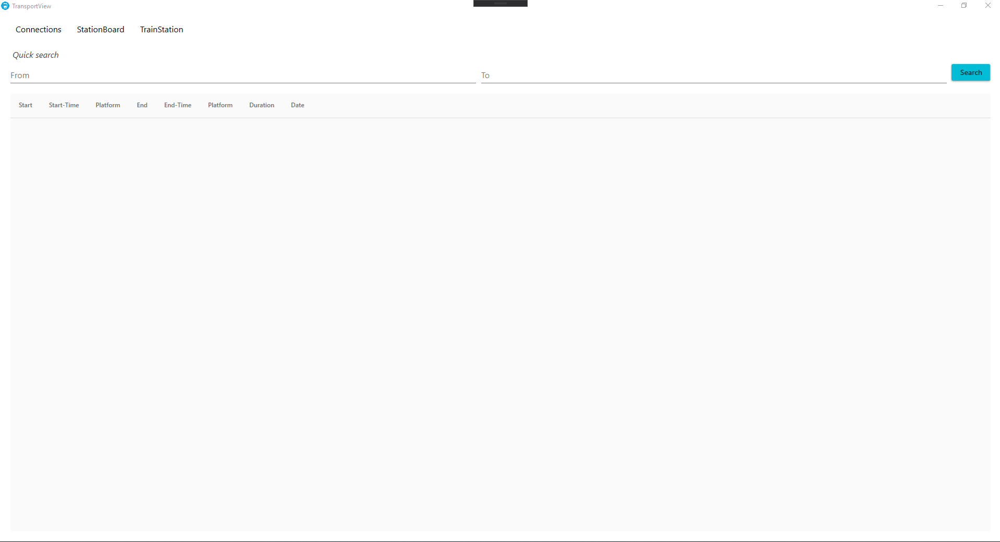 TransportView
Connections StationBoard TrainStation
Quick search
From To Search
Start Start-Time Platform End End-Time Platform Duration Date